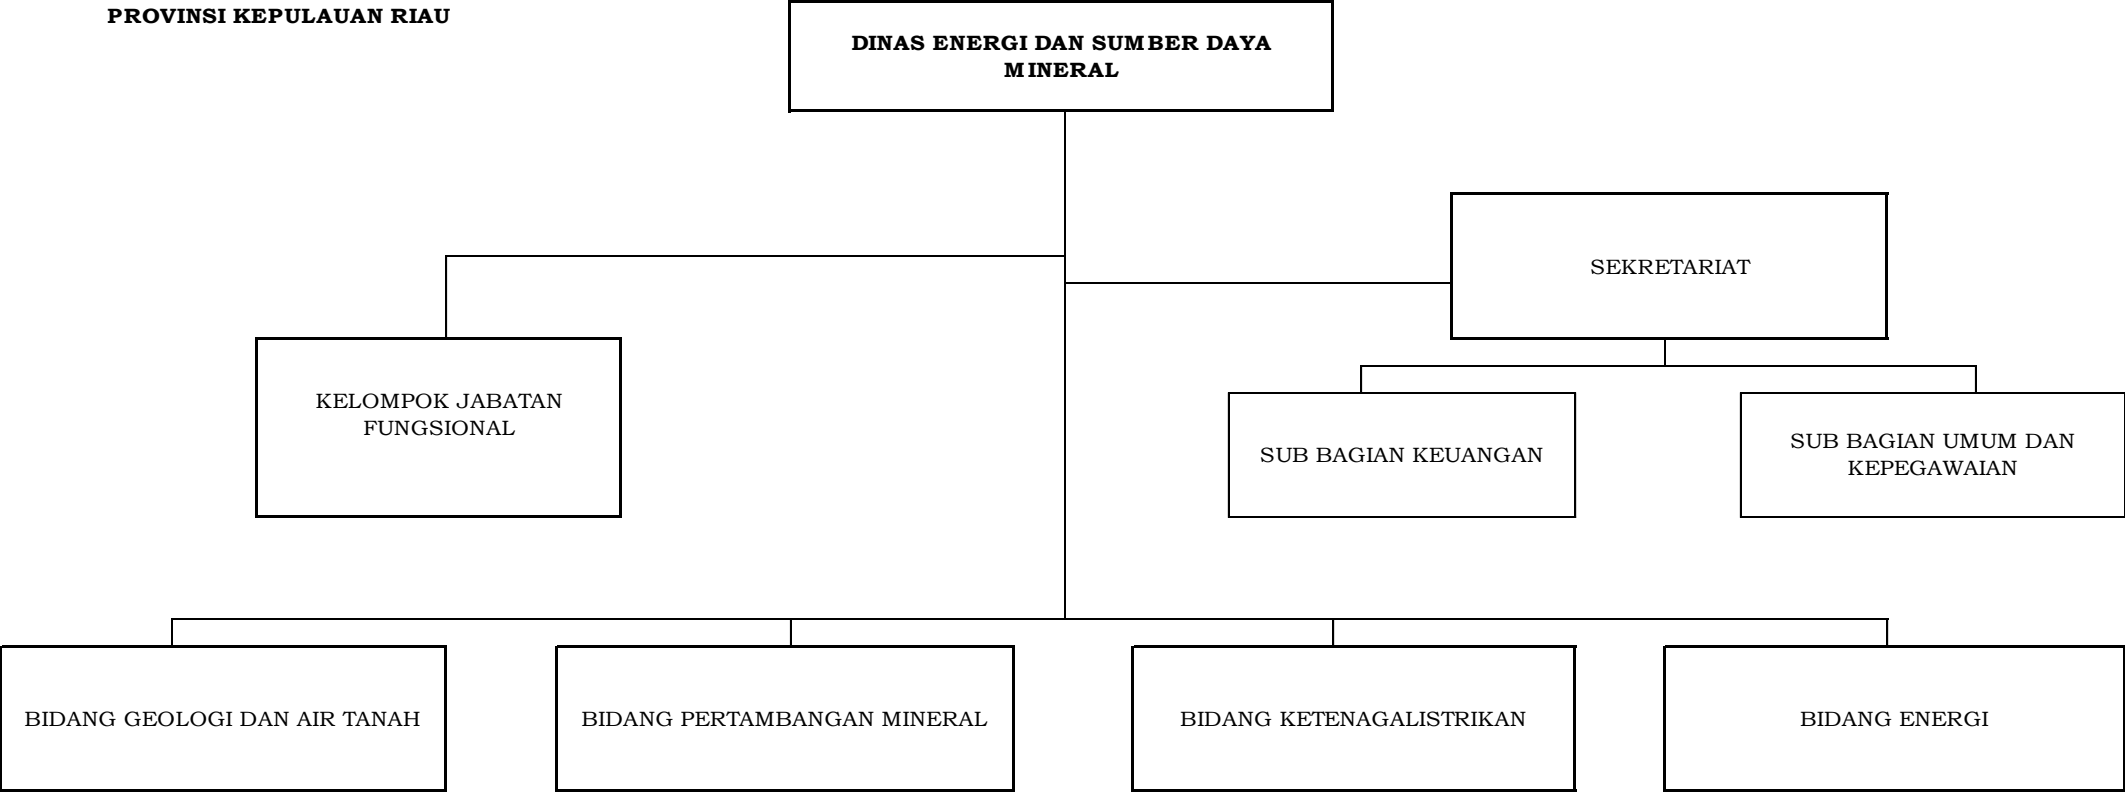 PROVINSI KEPULAUAN RIAU
DINAS ENERGI DAN SUMBER DAYA
MINERAL
SEKRETARIAT
KELOMPOK JABATAN
FUNGSIONAL
SUB BAGIAN KEUANGAN
SUB BAGIAN UMUM DAN
KEPEGAWAIAN
BIDANG GEOLOGI DAN AIR TANAH
BIDANG PERTAMBANGAN MINERAL
BIDANG KETENAGALISTRIKAN
BIDANG ENERGI